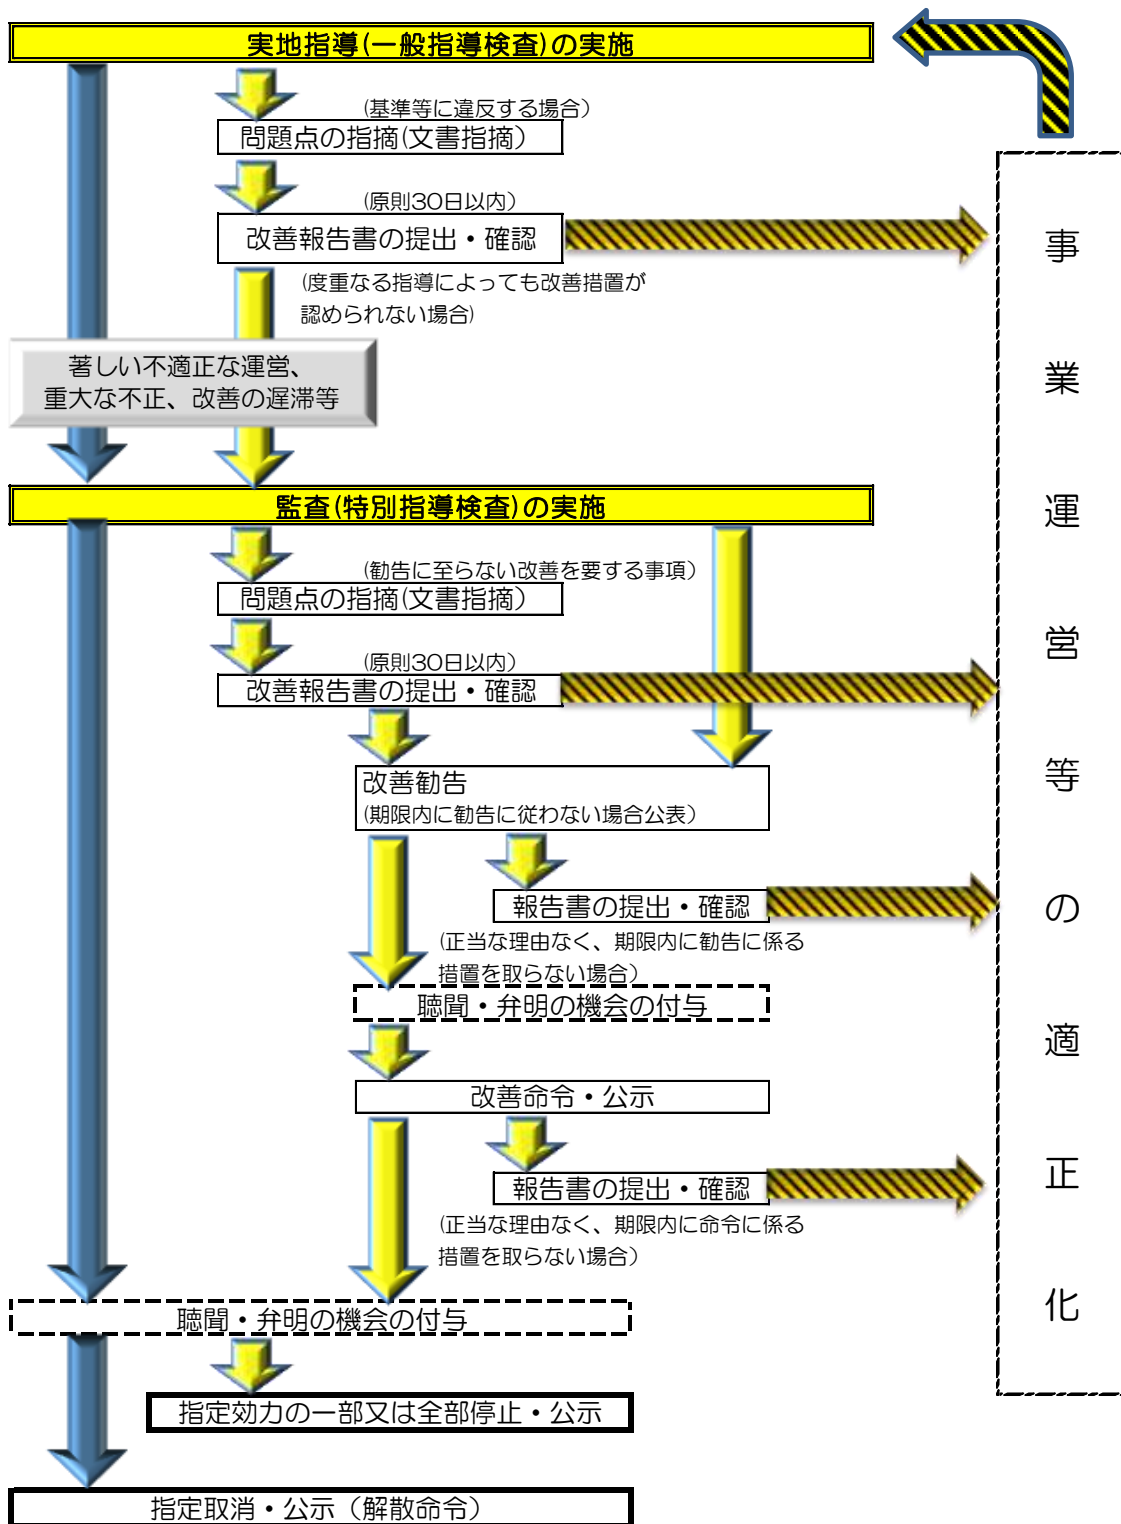 実地指導(一般指導検査)の実施
(基準等に違反する場合)
問題点の指摘(文書指摘)
(原則30日以内)
改善報告書の提出・確認
(度重なる指導によっても改善措置が
認められない場合)
著しい不適正な運営、
重大な不正、改善の遅滞等
監査(特別指導検査)の実施
(勧告に至らない改善を要する事項)
問題点の指摘(文書指摘)
(原則30日以内)
改善報告書の提出・確認
改善勧告
(期限内に勧告に従わない場合公表)
報告書の提出・確認
(正当な理由なく、期限内に勧告に係る
措置を取らない場合)
聴聞・弁明の機会の付与
改善命令・公示
報告書の提出・確認
(正当な理由なく、期限内に命令に係る
措置を取らない場合)
聴聞・弁明の機会の付与
指定効力の一部又は全部停止・公示
指定取消・公示(解散命令)
事業運営等の適正化